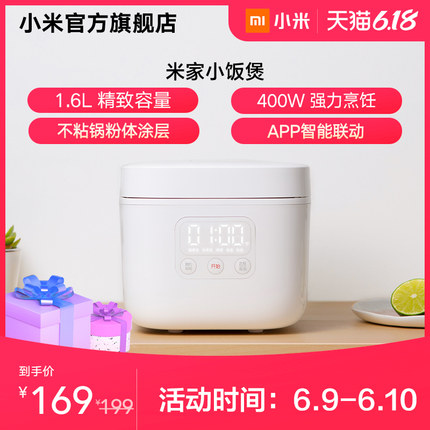 小米官方旗舰店
mi 小米 天猫6.18
米家小饭煲
1.6L 精致容量
400W 强力烹饪
不粘锅粉体涂层
APP智能联动
01:00
开始
到手价
¥169 ¥199
活动时间：6.9-6.10